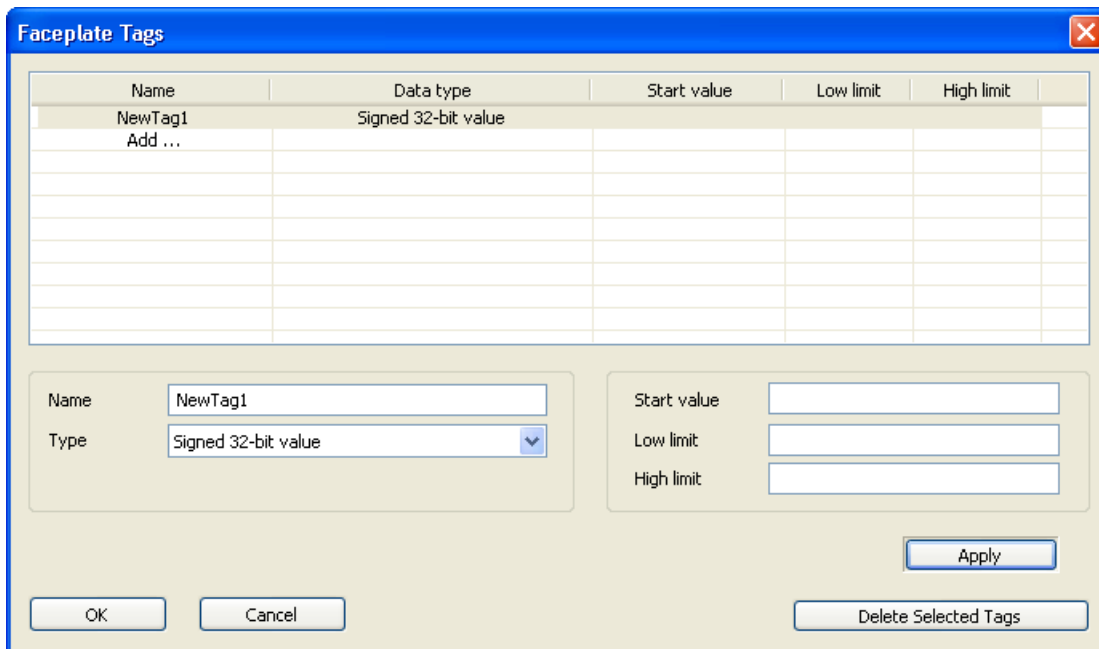 Faceplate Tags
Name Data type Start value Low limit High limit
NewTag1 Signed 32-bit value
Add ...
Name NewTag1
Type Signed 32-bit value
Start value
Low limit
High limit
Apply
OK Cancel Delete Selected Tags